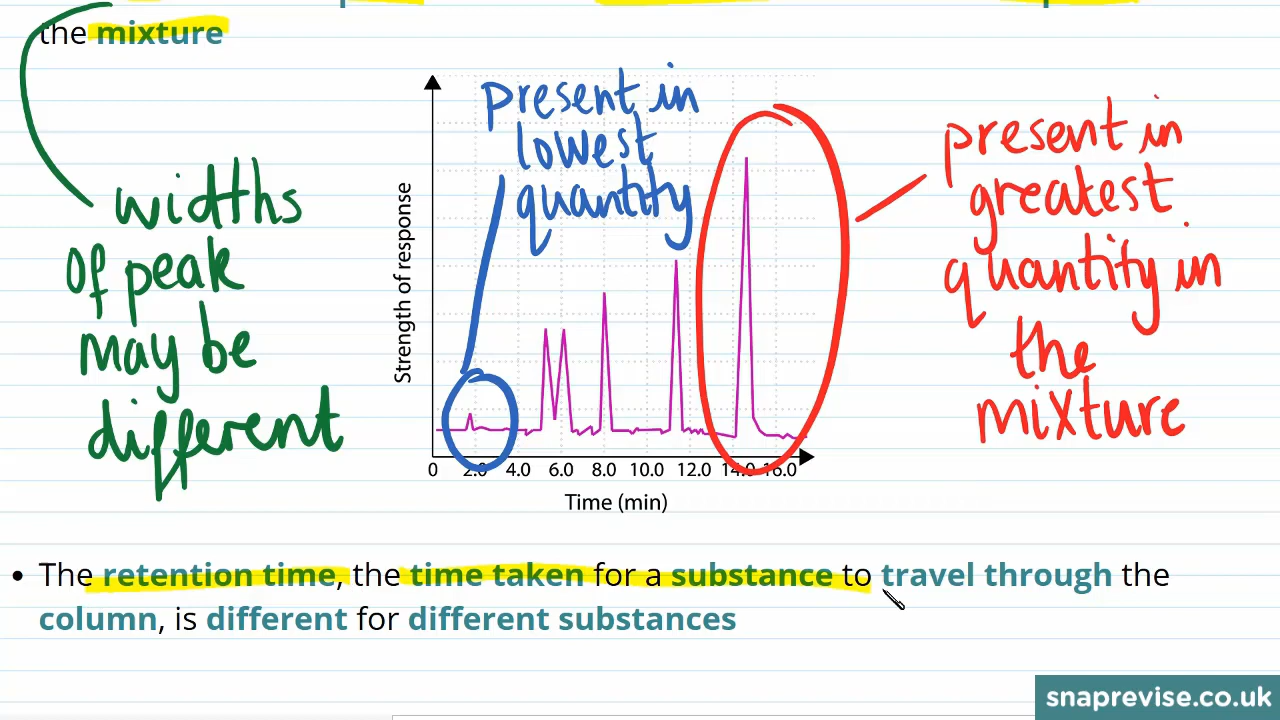 the mixture
present in
lowest
quantity
present in
greatest
quantity in
the
mixture
widths
of peak
may be
different
Strength of response
0 2.0 4.0 6.0 8.0 10.0 12.0 14.0 16.0
Time (min)
• The retention time, the time taken for a substance to travel through the
column, is different for different substances
snaprevise.co.uk